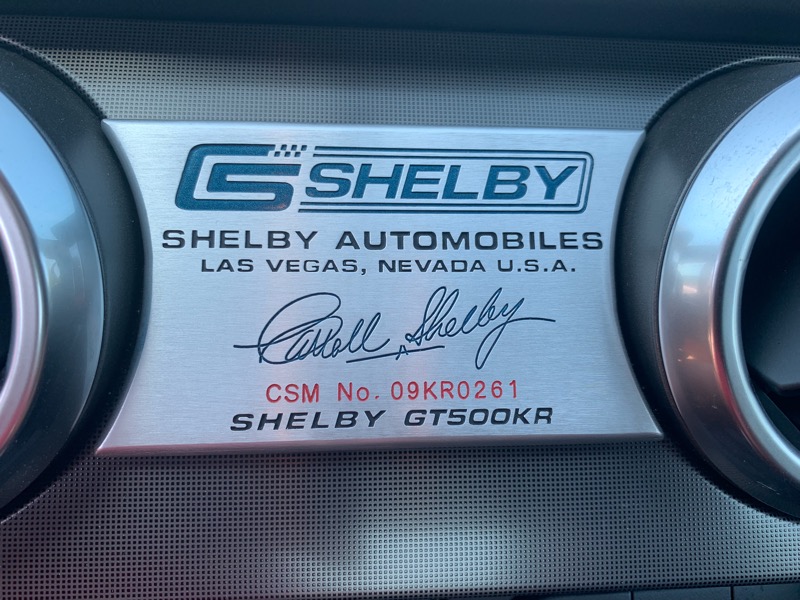 CS SHELBY
SHELBY AUTOMOBILES
LAS VEGAS, NEVADA U.S.A.
Carroll Shelby
CSM No. 09KR0261
SHELBY GT500KR